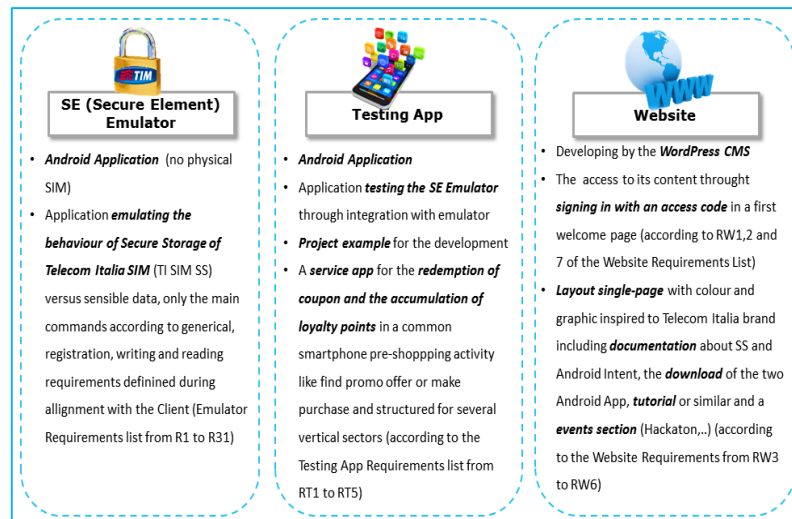 TIM
SE (Secure Element)
Emulator
• Android Application (no physical
SIM)
• Application emulating the
behaviour of Secure Storage of
Telecom Italia SIM (TI SIM SS)
versus sensible data, only the main
commands according to generical,
registration, writing and reading
requirements definined during
allignment with the Client (Emulator
Requirements list from R1 to R31)
Testing App
• Android Application
• Application testing the SE Emulator
through integration with emulator
• Project example for the development
• A service app for the redemption of
coupon and the accumulation of
loyalty points in a common
smartphone pre-shoppping activity
like find promo offer or make
purchase and structured for several
vertical sectors (according to the
Testing App Requirements list from
RT1 to RT5)
WWW
Website
• Developing by the WordPress CMS
• The access to its content throught
signing in with an access code in a first
welcome page (according to RW1,2 and
7 of the Website Requirements List)
• Layout single-page with colour and
graphic inspired to Telecom Italia brand
including documentation about SS and
Android Intent, the download of the two
Android App, tutorial or similar and a
events section (Hackaton,..) (according
to the Website Requirements from RW3
to RW6)